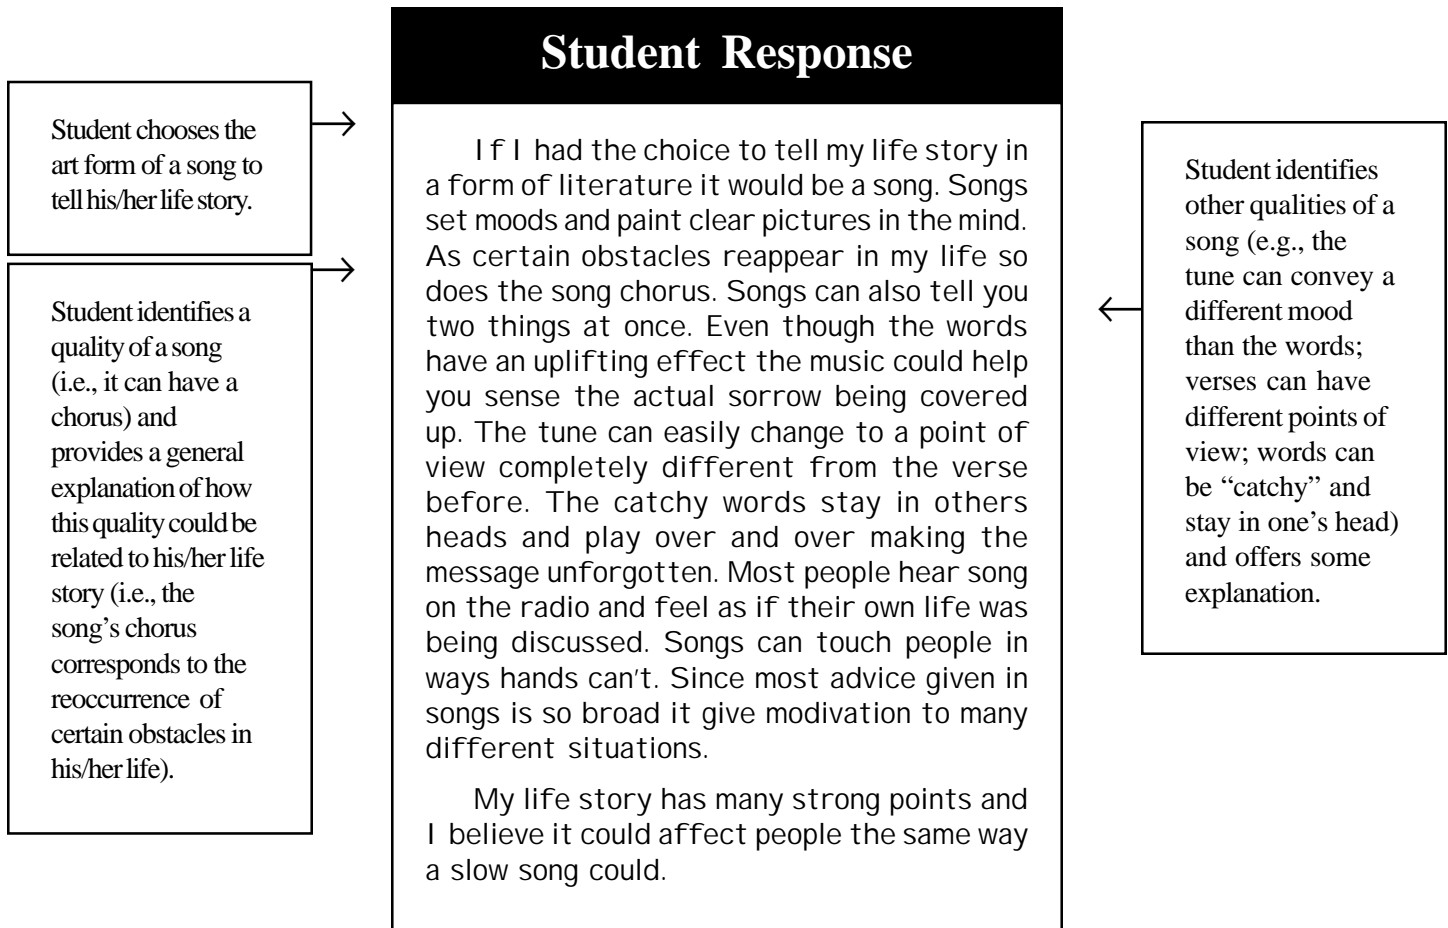 Student Response
Student chooses the
art form of a song to
tell his/her life story.
Student identifies a
quality of a song
(i.e., it can have a
chorus) and
provides a general
explanation of how
this quality could be
related to his/her life
story (i.e., the
song's chorus
corresponds to the
reoccurrence of
certain obstacles in
his/her life).
If I had the choice to tell my life story in
a form of literature it would be a song. Songs
set moods and paint clear pictures in the mind.
As certain obstacles reappear in my life so
does the song chorus. Songs can also tell you
two things at once. Even though the words
have an uplifting effect the music could help
you sense the actual sorrow being covered
up. The tune can easily change to a point of
view completely different from the verse
before. The catchy words stay in others
heads and play over and over making the
message unforgotten. Most people hear song
on the radio and feel as if their own life was
being discussed. Songs can touch people in
ways hands can't. Since most advice given in
songs is so broad it give modivation to many
different situations.
My life story has many strong points and
I believe it could affect people the same way
a slow song could.
Student identifies
other qualities of a
song (e.g., the
tune can convey a
different mood
than the words;
verses can have
different points of
view; words can
be “catchy” and
stay in one's head)
and offers some
explanation.